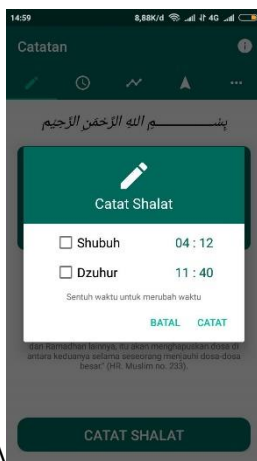 14:59 8,88K/d 4G
Catatan
بِسْــــــــمِ اللهِ الرَّحْمَنِ الرَّحِيْمِ
Catat Shalat
Shubuh 04 : 12
Dzuhur 11 : 40
Sentuh waktu untuk merubah waktu
BATAL CATAT
dan Ramadhan lainnya, itu akan menghapuskan dosa di
antara keduanya selama seseorang menjauhi dosa-dosa
besar." (HR. Muslim no. 233).
CATAT SHALAT
\